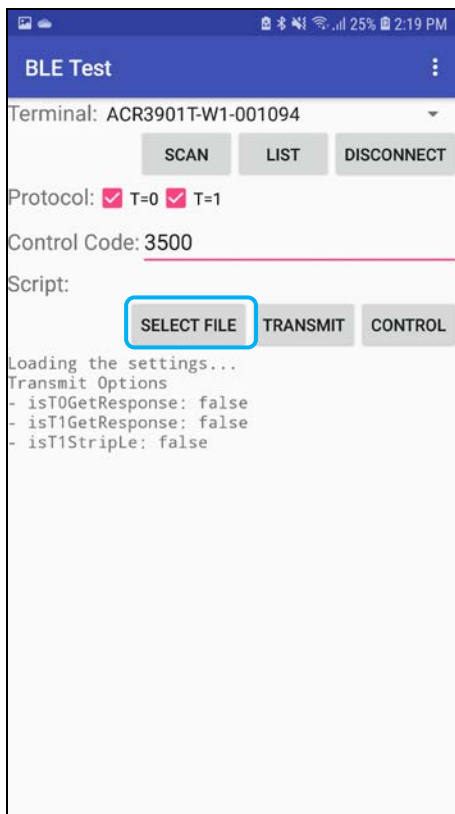 25% 2:19 PM
BLE Test
Terminal: ACR3901T-W1-001094
SCAN LIST DISCONNECT
Protocol: T=0 T=1
Control Code: 3500
Script:
SELECT FILE TRANSMIT CONTROL
Loading the settings...
Transmit Options
- isT0GetResponse: false
- isT1GetResponse: false
- isT1StripLe: false